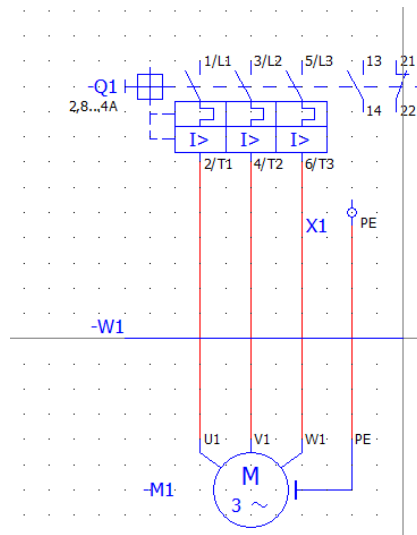 1/L1 3/L2 5/L3 13 21
-Q1
2,8..,4A
14 22
I> I> I>
2/T1 4/T2 6/T3
X1 PE
-W1
U1 V1 W1 PE
M
-M1
3 ~